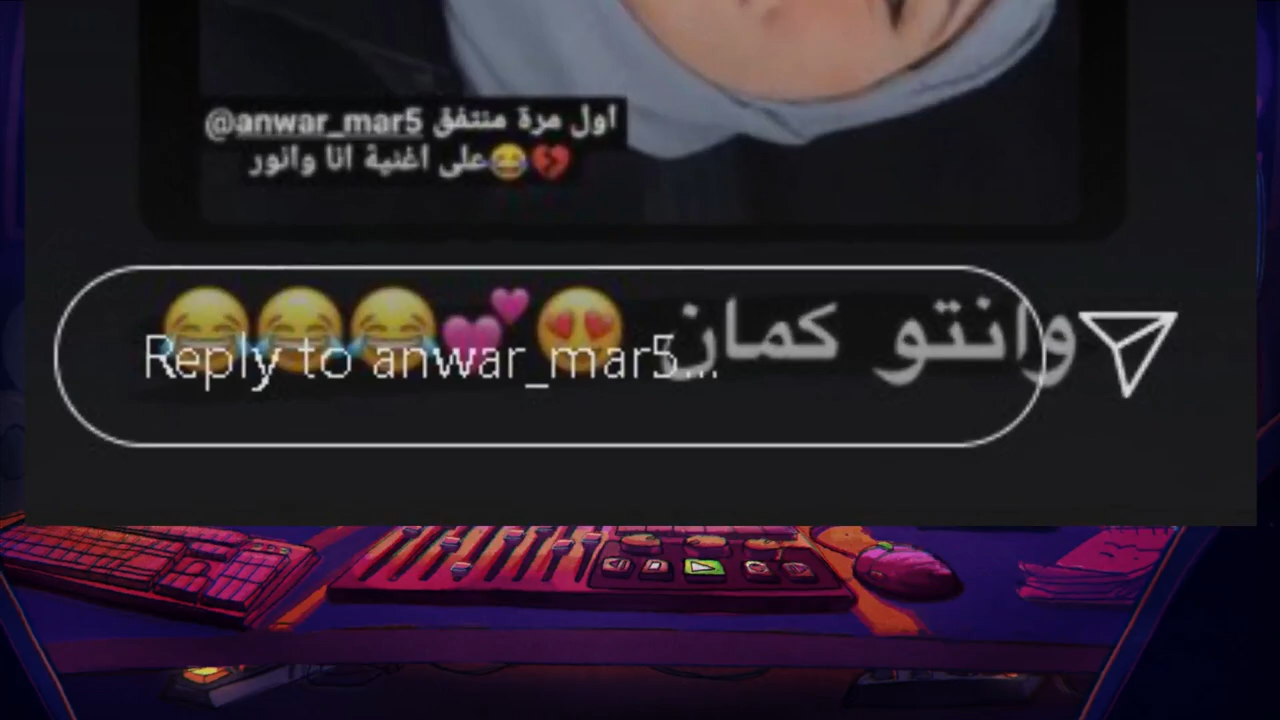 اول مرة منتفق @anwar_mar5
على اغنية انا وانور😂💔
وانتو كمان 😍💕😂😂😂
Reply to anwar_mar5...